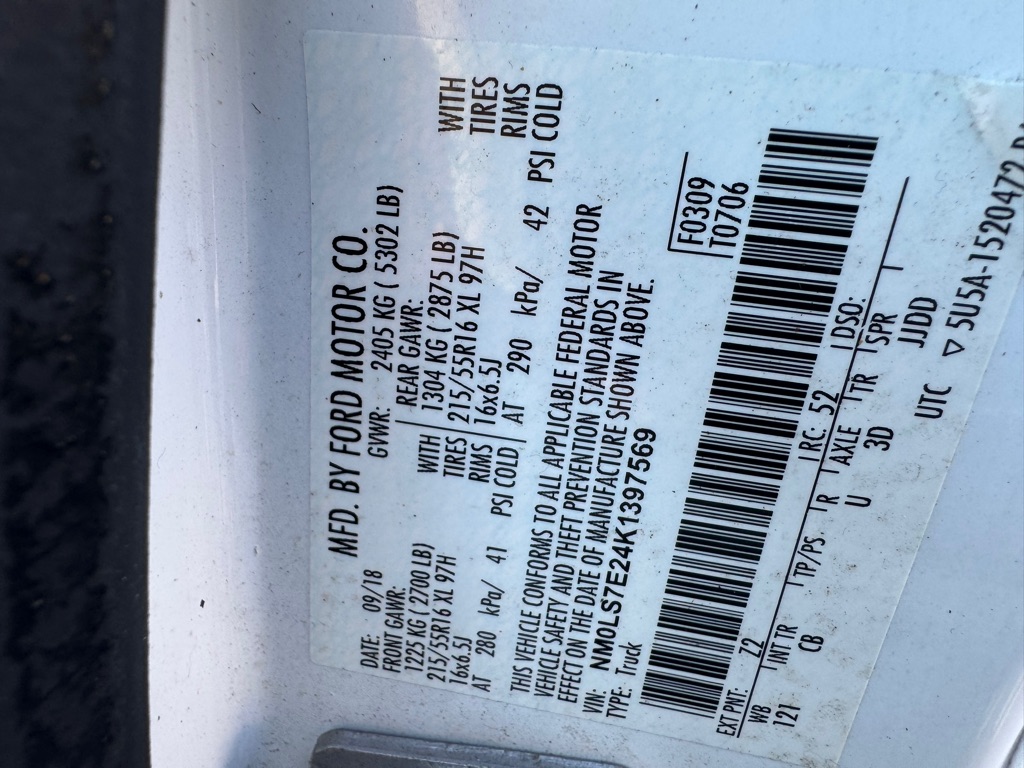 MFD. BY FORD MOTOR CO.
DATE: 09/18 GVWR: 2405 KG ( 5302 LB)
FRONT GAWR: REAR GAWR:
1225 KG ( 2700 LB) WITH 1304 KG ( 2875 LB) WITH
215/55R16 XL 97H TIRES 215/55R16 XL 97H TIRES
16x6.5J RIMS 16x6.5J RIMS
AT 280 kPa/ 41 PSI COLD AT 290 kPa/ 42 PSI COLD
THIS VEHICLE CONFORMS TO ALL APPLICABLE FEDERAL MOTOR
VEHICLE SAFETY AND THEFT PREVENTION STANDARDS IN
EFFECT ON THE DATE OF MANUFACTURE SHOWN ABOVE.
VIN: NM0LS7E24K1397569 F0309
TYPE: Truck T0706
EXT PNT: Z2 RC: 52 DSO:
WB INT TR TP/PS R AXLE TR SPR
121 CB U 3D JJDD
UTC ▽ 5U5A-1520472